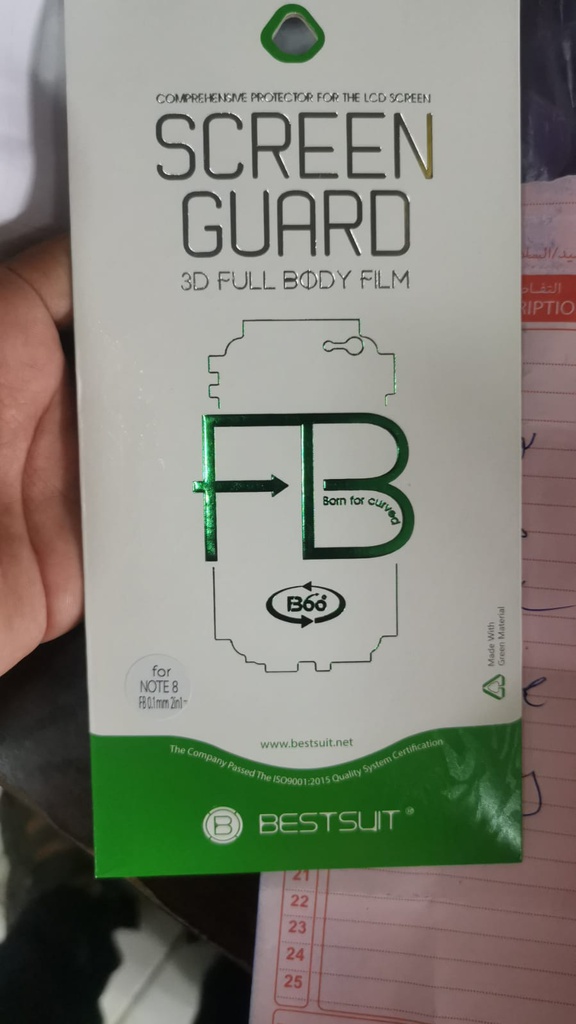 COMPREHENSIVE PROTECTOR FOR THE LCD SCREEN
SCREEN
GUARD
3D FULL BODY FILM
FB
Born for curved
B60°
for
NOTE 8
FB 0.1mm 2in1
Made With
Green Material
www.bestsuit.net
The Company Passed The ISO9001:2015 Quality System Certification
B BESTSUIT®
التفا
RIPTIO
21
22
23
24
25